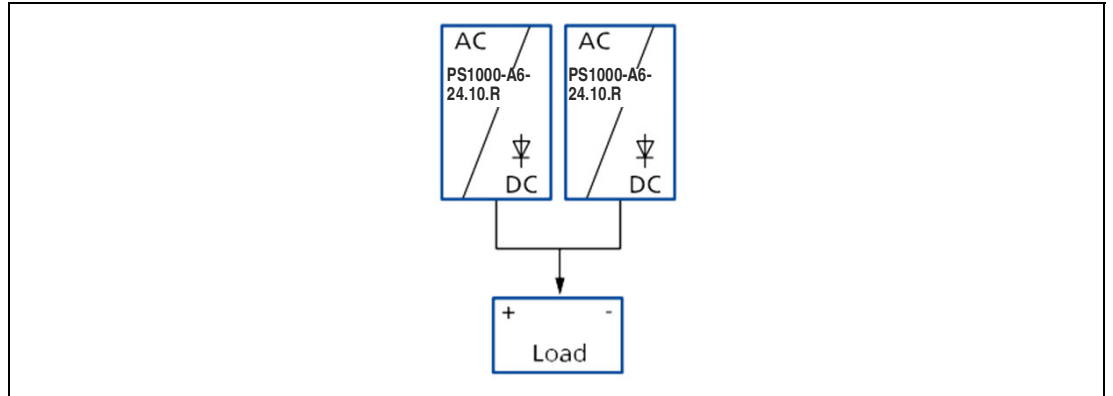 AC
PS1000-A6-
24.10.R
DC
AC
PS1000-A6-
24.10.R
DC
+ -
Load